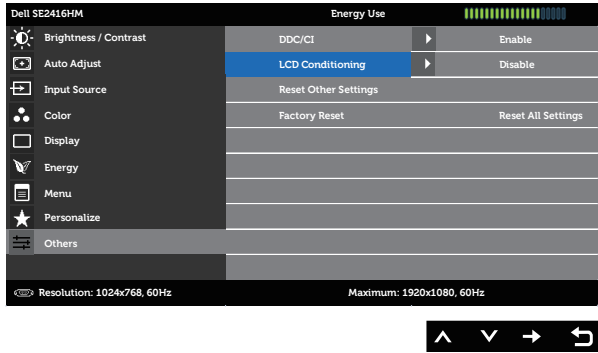 Dell SE2416HM Energy Use
Brightness / Contrast DDC/CI Enable
Auto Adjust LCD Conditioning Disable
Input Source Reset Other Settings
Color Factory Reset Reset All Settings
Display
Energy
Menu
Personalize
Others
Resolution: 1024x768, 60Hz Maximum: 1920x1080, 60Hz